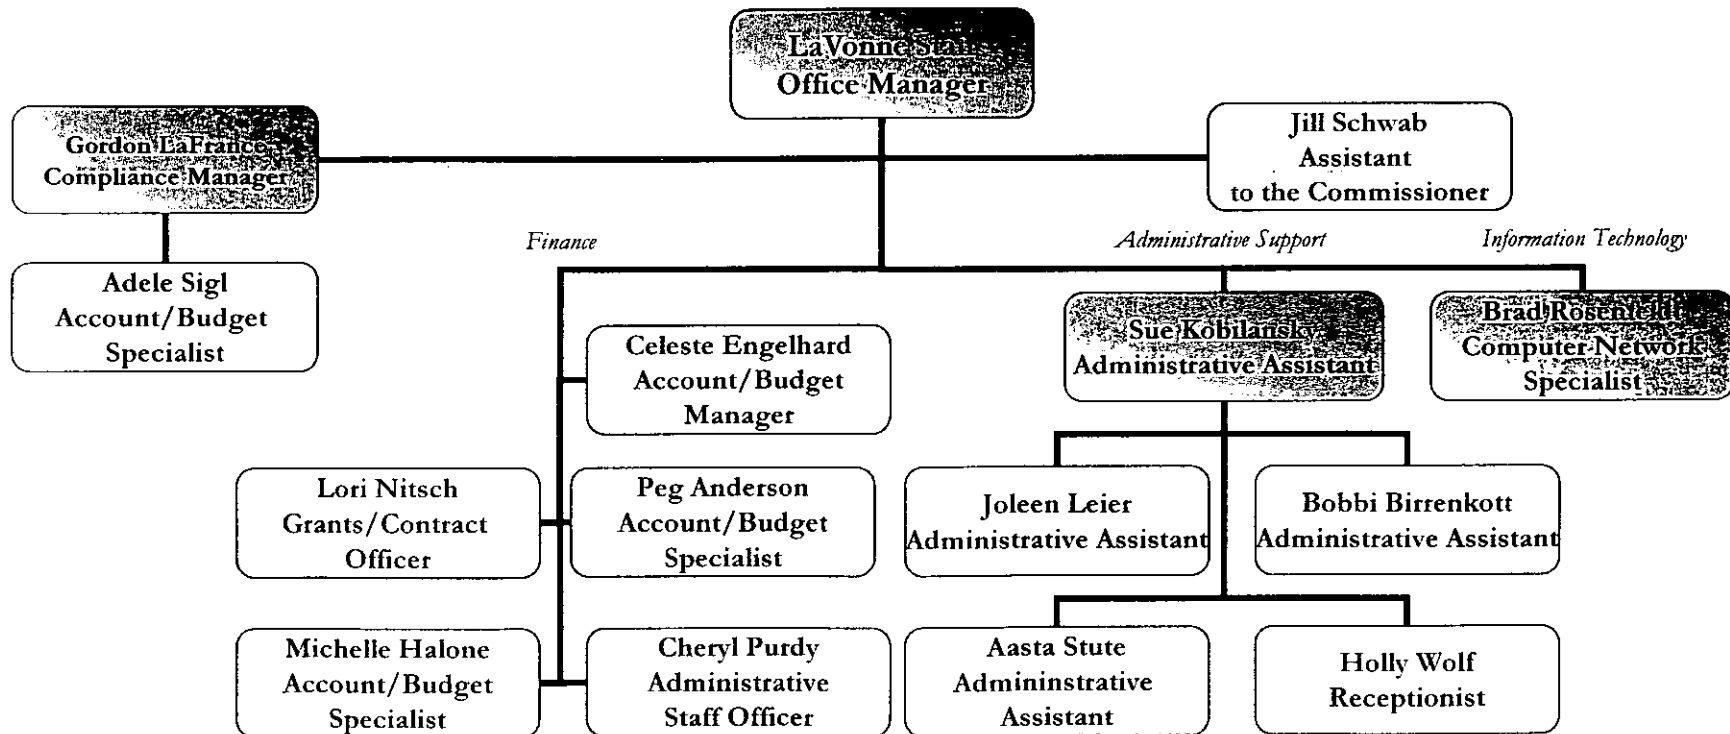 LaVonne
Office Manager
Gordon LaFrance
Compliance Manager
Jill Schwab
Assistant
to the Commissioner
Finance
Administrative Support
Information Technology
Adele Sigl
Account/Budget
Specialist
Celeste Engelhard
Account/Budget
Manager
Sue Kobilansky
Administrative Assistant
Brad Rosenfeldt
Computer Network
Specialist
Lori Nitsch
Grants/Contract
Officer
Peg Anderson
Account/Budget
Specialist
Joleen Leier
Administrative Assistant
Bobbi Birrenkott
Administrative Assistant
Michelle Halone
Account/Budget
Specialist
Cheryl Purdy
Administrative
Staff Officer
Aasta Stute
Admininstrative
Assistant
Holly Wolf
Receptionist